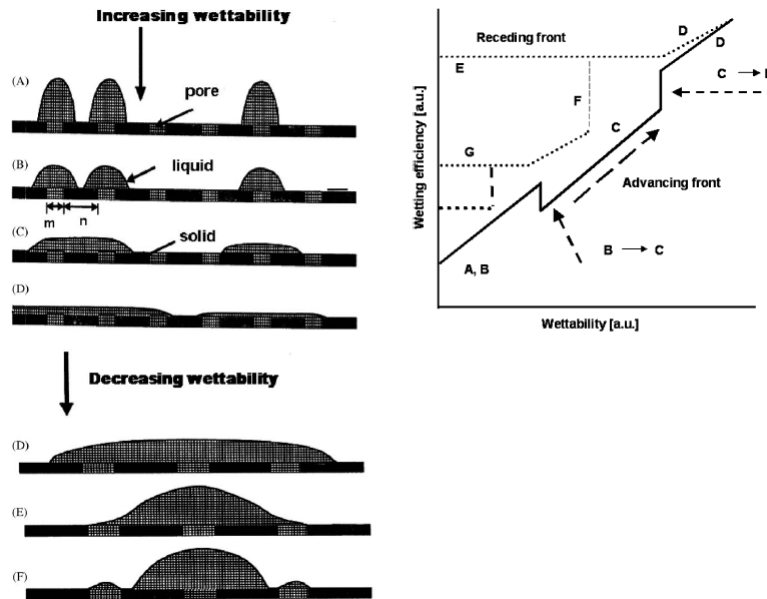 Increasing wettability
(A)
pore
(B)
liquid
m
n
(C)
solid
(D)
Decreasing wettability
(D)
(E)
(F)
Receding front
D
D
E
C
F
C
G
Advancing front
B → C
A, B
Wetting efficiency [a.u.]
Wettability [a.u.]